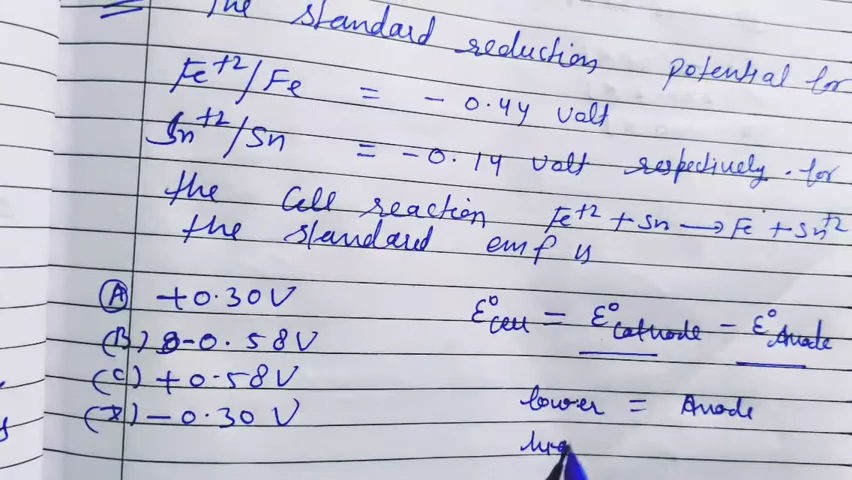 The standard reduction potential for
Fe+2/Fe = - 0.44 volt
Sn+2/Sn = -0.14 volt respectively. for
the Cell reaction Fe+2 + Sn → Fe + Sn+2
the standard emf is
(A) +0.30V
(B) -0.58V
(C) +0.58V
(D) -0.30V
ε°Cell = ε°Cathode - ε°Anode
lower = Anode